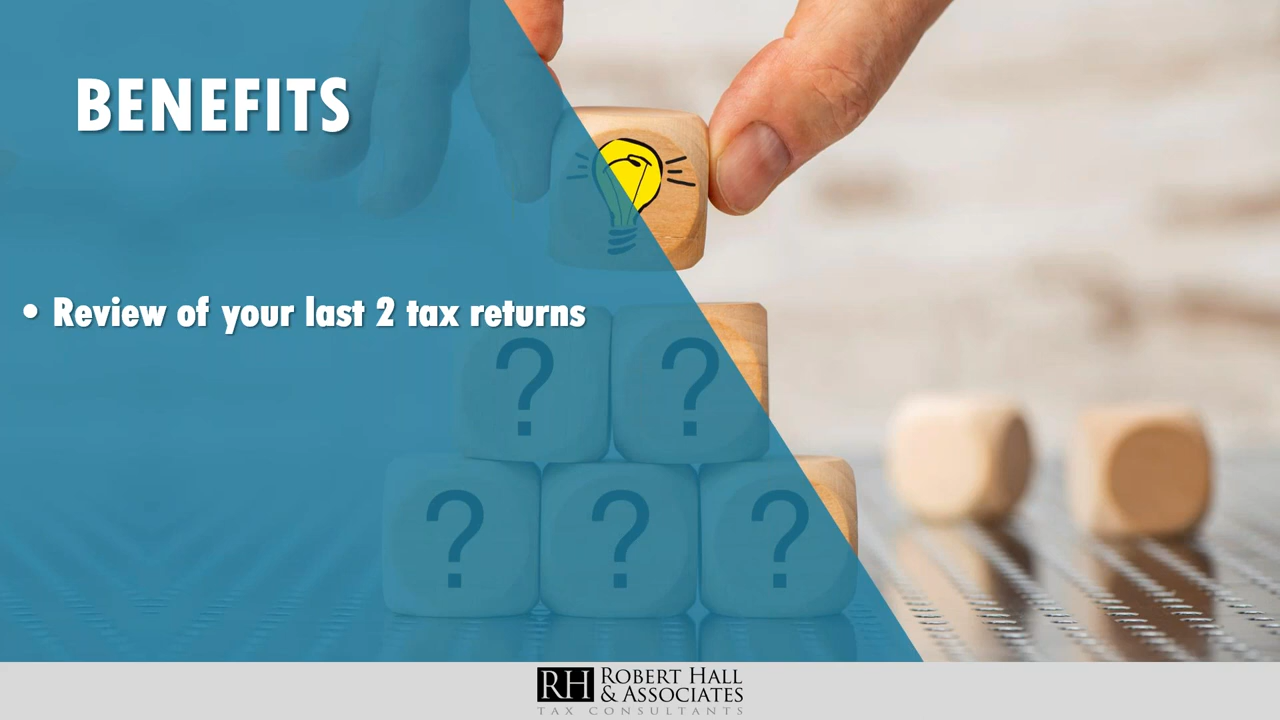 BENEFITS
• Review of your last 2 tax returns
? ?
? ? ?
RH ROBERT HALL
& ASSOCIATES
TAX CONSULTANTS